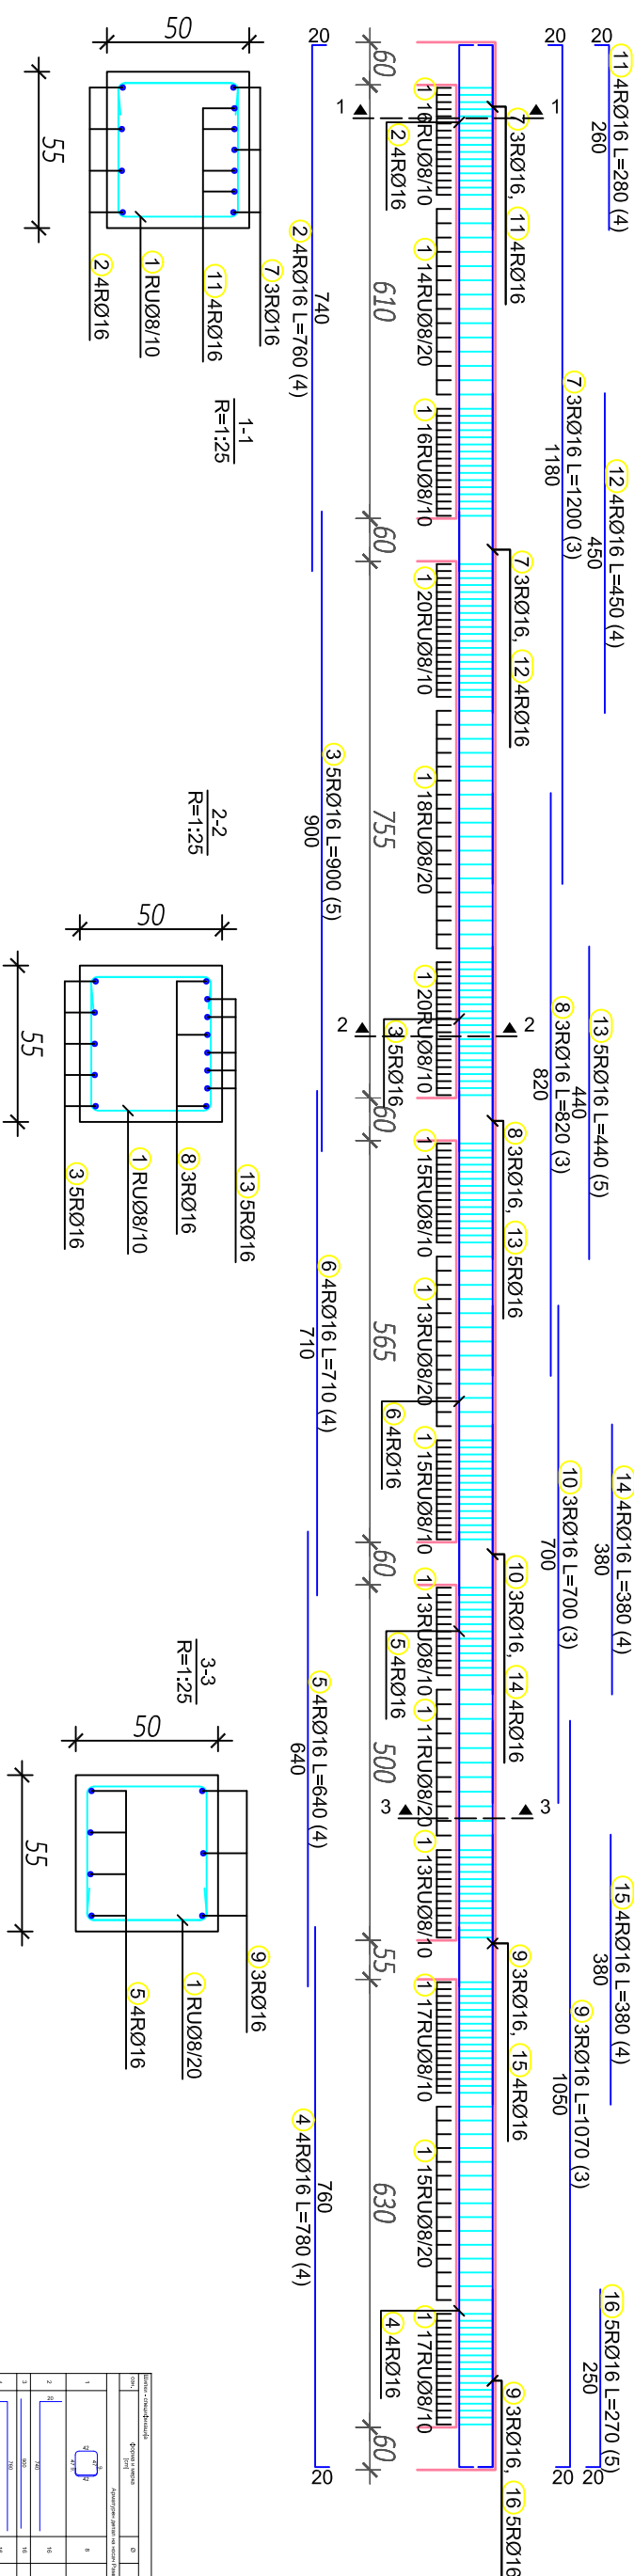 11 4RØ16 L=280 (4)
260
20
20
12 4RØ16 L=450 (4)
450
13 5RØ16 L=440 (5)
440
14 4RØ16 L=380 (4)
380
15 4RØ16 L=380 (4)
380
16 5RØ16 L=270 (5)
250
20
7 3RØ16 L=1200 (3)
1180
8 3RØ16 L=820 (3)
820
10 3RØ16 L=700 (3)
700
9 3RØ16 L=1070 (3)
1050
20
7 3RØ16, 11 4RØ16
7 3RØ16, 12 4RØ16
8 3RØ16, 13 5RØ16
10 3RØ16, 14 4RØ16
9 3RØ16, 15 4RØ16
9 3RØ16, 16 5RØ16
1
1
2
2
3
3
1 16RUØ8/10
1 14RUØ8/20
1 16RUØ8/10
1 20RUØ8/10
1 18RUØ8/20
1 20RUØ8/10
1 15RUØ8/10
1 13RUØ8/20
1 15RUØ8/10
1 13RUØ8/10
1 11RUØ8/20
1 13RUØ8/10
1 17RUØ8/10
1 15RUØ8/20
1 17RUØ8/10
2 4RØ16
3 5RØ16
6 4RØ16
5 4RØ16
4 4RØ16
60
610
60
755
60
565
60
500
55
630
60
20
740
2 4RØ16 L=760 (4)
3 5RØ16 L=900 (5)
900
6 4RØ16 L=710 (4)
710
5 4RØ16 L=640 (4)
640
760
4 4RØ16 L=780 (4)
20
1-1
R=1:25
50
55
7 3RØ16
11 4RØ16
1 RUØ8/10
2 4RØ16
2-2
R=1:25
50
55
13 5RØ16
8 3RØ16
1 RUØ8/10
3 5RØ16
3-3
R=1:25
50
55
9 3RØ16
1 RUØ8/20
5 4RØ16